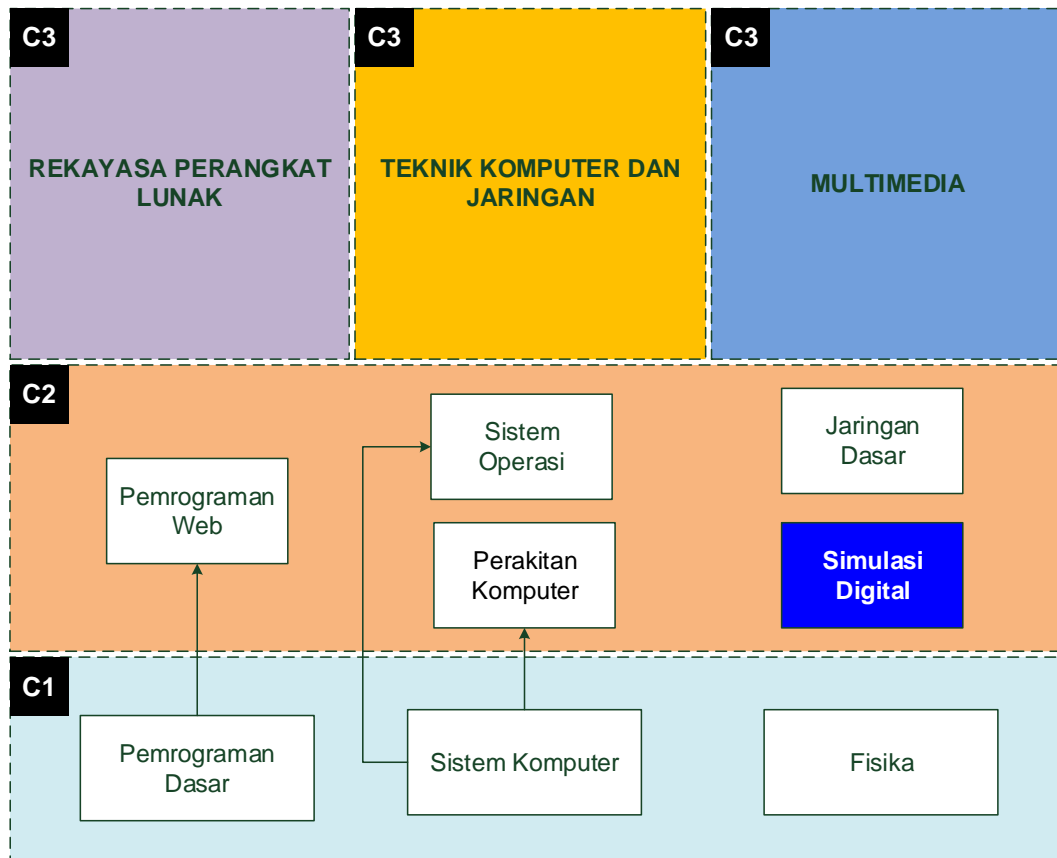 C3
REKAYASA PERANGKAT
LUNAK
C3
TEKNIK KOMPUTER DAN
JARINGAN
C3
MULTIMEDIA
C2
Pemrograman
Web
Sistem
Operasi
Jaringan
Dasar
Perakitan
Komputer
Simulasi
Digital
C1
Pemrograman
Dasar
Sistem Komputer
Fisika